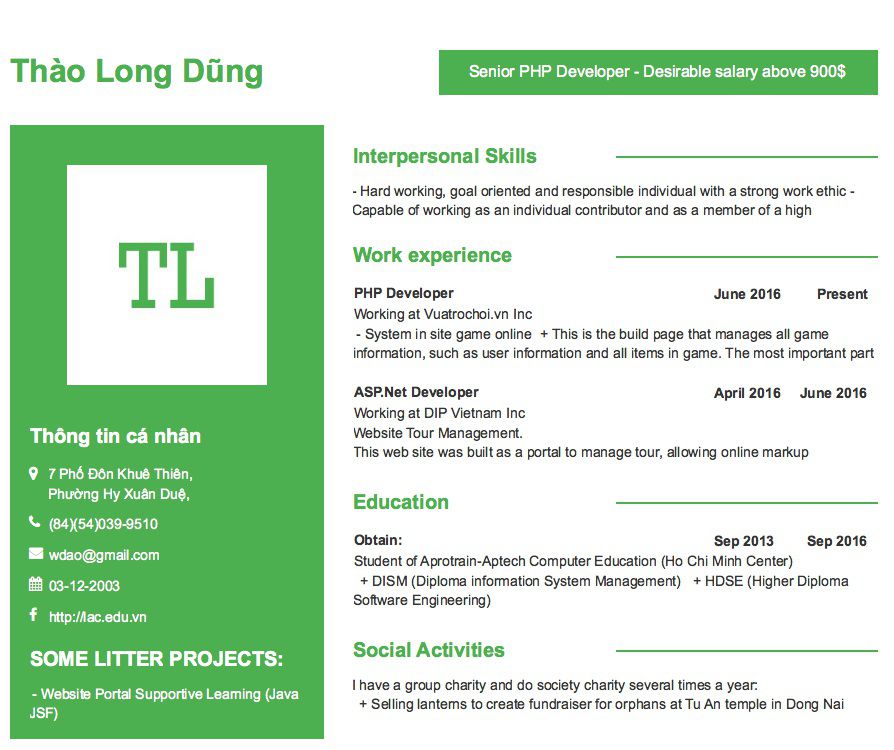 Thào Long Dũng
Senior PHP Developer - Desirable salary above 900$
TL
Thông tin cá nhân
7 Phố Đôn Khuê Thiên,
Phường Hy Xuân Duệ,
(84)(54)039-9510
wdao@gmail.com
03-12-2003
http://lac.edu.vn
SOME LITTER PROJECTS:
- Website Portal Supportive Learning (Java
JSF)
Interpersonal Skills
- Hard working, goal oriented and responsible individual with a strong work ethic -
Capable of working as an individual contributor and as a member of a high
Work experience
PHP Developer June 2016 Present
Working at Vuatrochoi.vn Inc
- System in site game online + This is the build page that manages all game
information, such as user information and all items in game. The most important part
ASP.Net Developer April 2016 June 2016
Working at DIP Vietnam Inc
Website Tour Management.
This web site was built as a portal to manage tour, allowing online markup
Education
Obtain: Sep 2013 Sep 2016
Student of Aprotrain-Aptech Computer Education (Ho Chi Minh Center)
+ DISM (Diploma information System Management) + HDSE (Higher Diploma
Software Engineering)
Social Activities
I have a group charity and do society charity several times a year:
+ Selling lanterns to create fundraiser for orphans at Tu An temple in Dong Nai